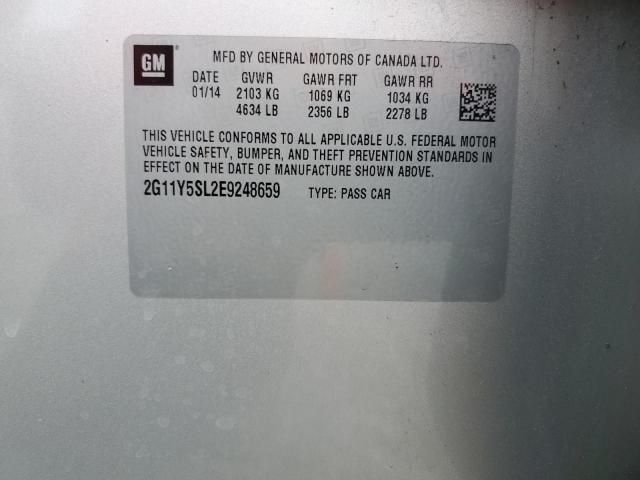 GM
MFD BY GENERAL MOTORS OF CANADA LTD.
DATE GVWR GAWR FRT GAWR RR
01/14 2103 KG 1069 KG 1034 KG
4634 LB 2356 LB 2278 LB
THIS VEHICLE CONFORMS TO ALL APPLICABLE U.S. FEDERAL MOTOR
VEHICLE SAFETY, BUMPER, AND THEFT PREVENTION STANDARDS IN
EFFECT ON THE DATE OF MANUFACTURE SHOWN ABOVE.
2G11Y5SL2E9248659 TYPE: PASS CAR